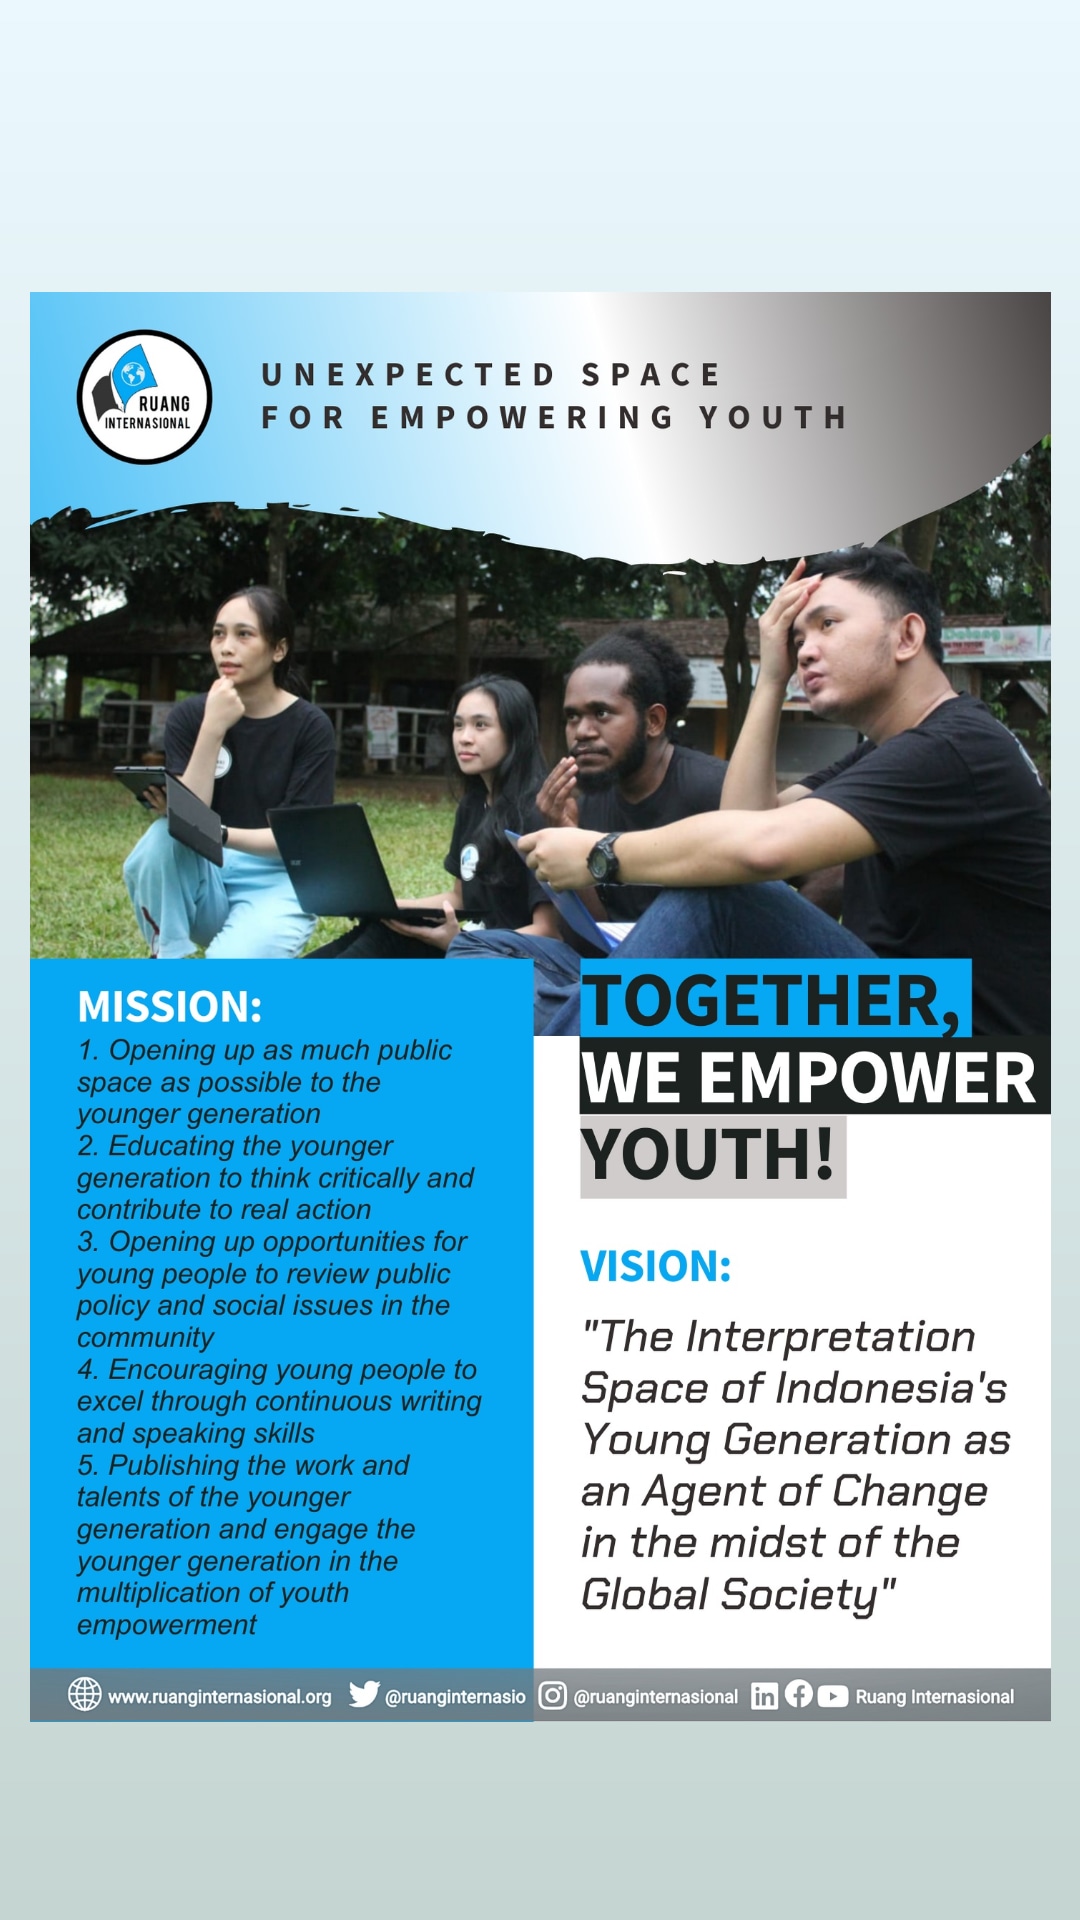 RUANG
INTERNASIONAL
UNEXPECTED SPACE
FOR EMPOWERING YOUTH
MISSION:
1. Opening up as much public
space as possible to the
younger generation
2. Educating the younger
generation to think critically and
contribute to real action
3. Opening up opportunities for
young people to review public
policy and social issues in the
community
4. Encouraging young people to
excel through continuous writing
and speaking skills
5. Publishing the work and
talents of the younger
generation and engage the
younger generation in the
multiplication of youth
empowerment
TOGETHER,
WE EMPOWER
YOUTH!
VISION:
"The Interpretation
Space of Indonesia's
Young Generation as
an Agent of Change
in the midst of the
Global Society"
www.ruanginternasional.org @ruanginternasio @ruanginternasional in Ruang Internasional